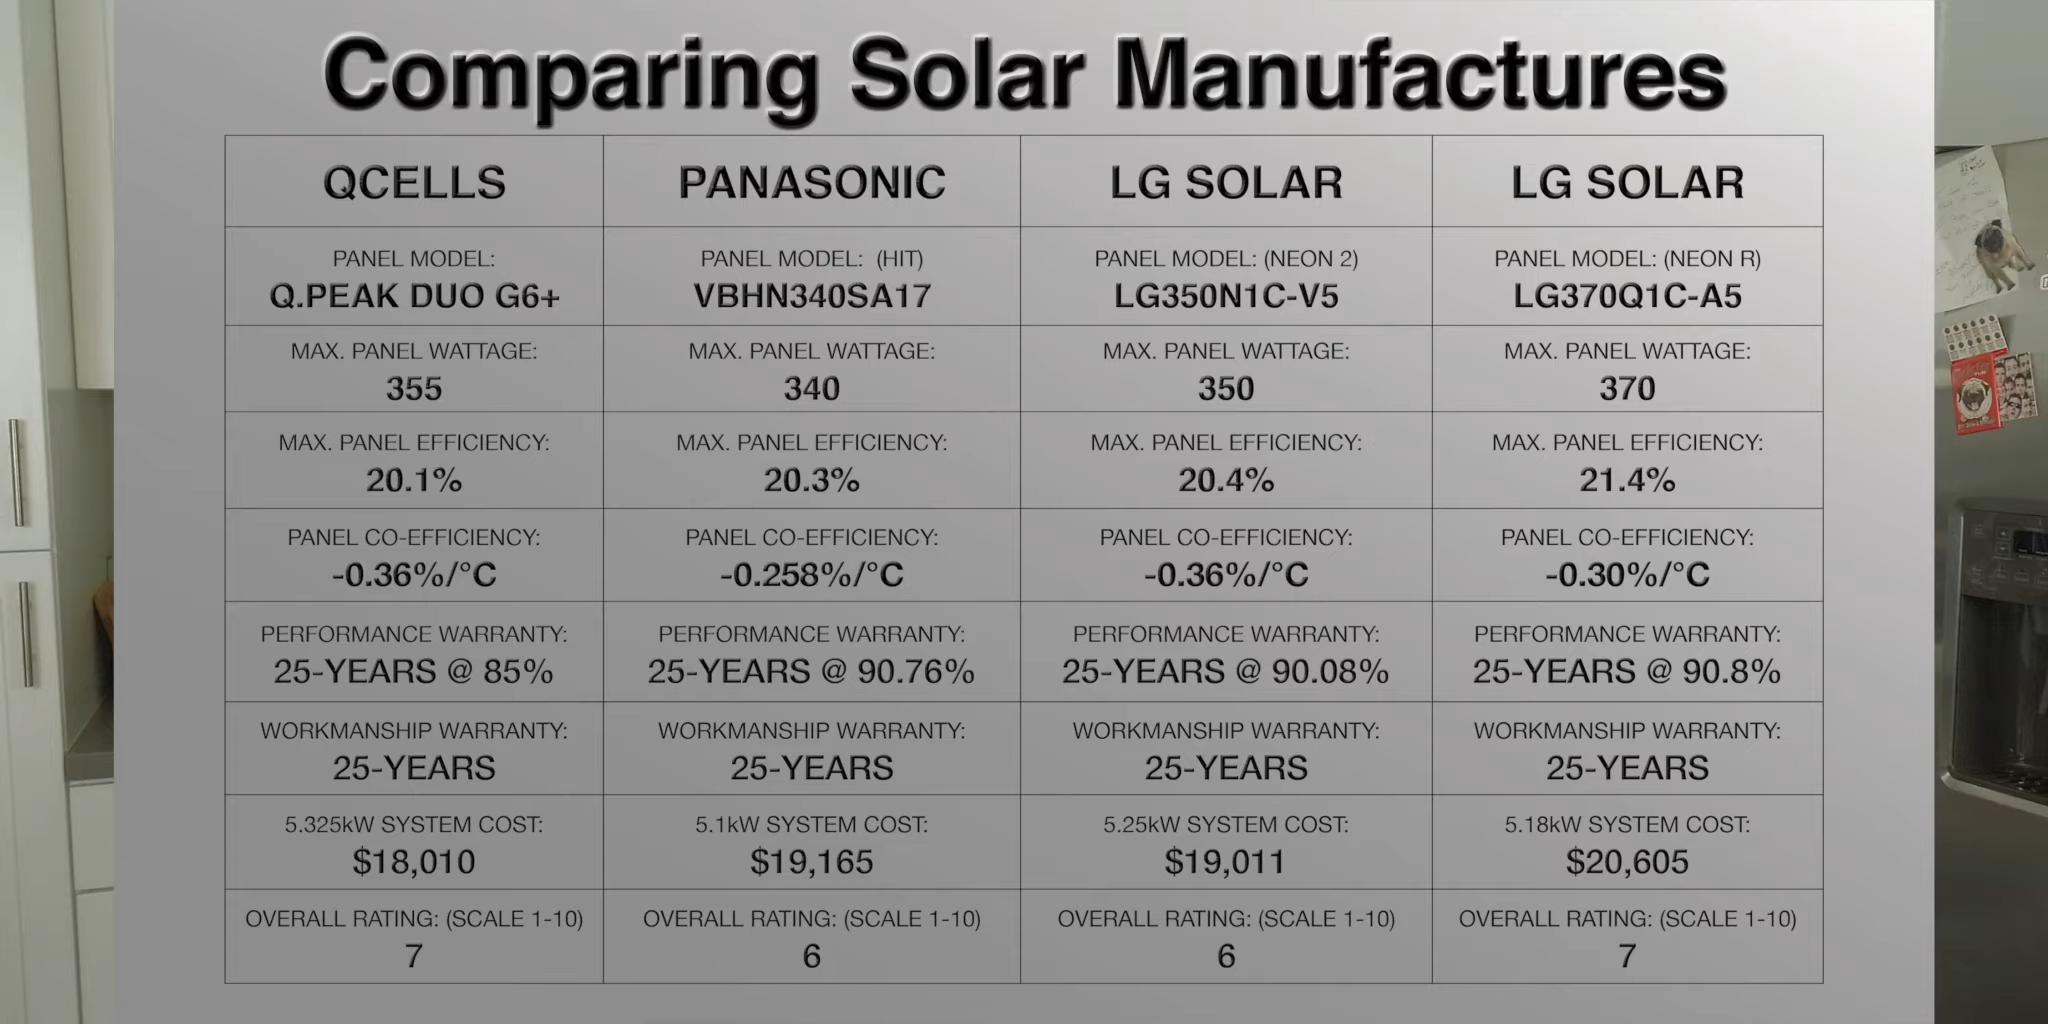 Comparing Solar Manufactures
QCELLS
PANASONIC
LG SOLAR
LG SOLAR
PANEL MODEL:
Q.PEAK DUO G6+
PANEL MODEL: (HIT)
VBHN340SA17
PANEL MODEL: (NEON 2)
LG350N1C-V5
PANEL MODEL: (NEON R)
LG370Q1C-A5
MAX. PANEL WATTAGE:
355
MAX. PANEL WATTAGE:
340
MAX. PANEL WATTAGE:
350
MAX. PANEL WATTAGE:
370
MAX. PANEL EFFICIENCY:
20.1%
MAX. PANEL EFFICIENCY:
20.3%
MAX. PANEL EFFICIENCY:
20.4%
MAX. PANEL EFFICIENCY:
21.4%
PANEL CO-EFFICIENCY:
-0.36%/°C
PANEL CO-EFFICIENCY:
-0.258%/°C
PANEL CO-EFFICIENCY:
-0.36%/°C
PANEL CO-EFFICIENCY:
-0.30%/°C
PERFORMANCE WARRANTY:
25-YEARS @ 85%
PERFORMANCE WARRANTY:
25-YEARS @ 90.76%
PERFORMANCE WARRANTY:
25-YEARS @ 90.08%
PERFORMANCE WARRANTY:
25-YEARS @ 90.8%
WORKMANSHIP WARRANTY:
25-YEARS
WORKMANSHIP WARRANTY:
25-YEARS
WORKMANSHIP WARRANTY:
25-YEARS
WORKMANSHIP WARRANTY:
25-YEARS
5.325kW SYSTEM COST:
$18,010
5.1kW SYSTEM COST:
$19,165
5.25kW SYSTEM COST:
$19,011
5.18kW SYSTEM COST:
$20,605
OVERALL RATING: (SCALE 1-10)
7
OVERALL RATING: (SCALE 1-10)
6
OVERALL RATING: (SCALE 1-10)
6
OVERALL RATING: (SCALE 1-10)
7